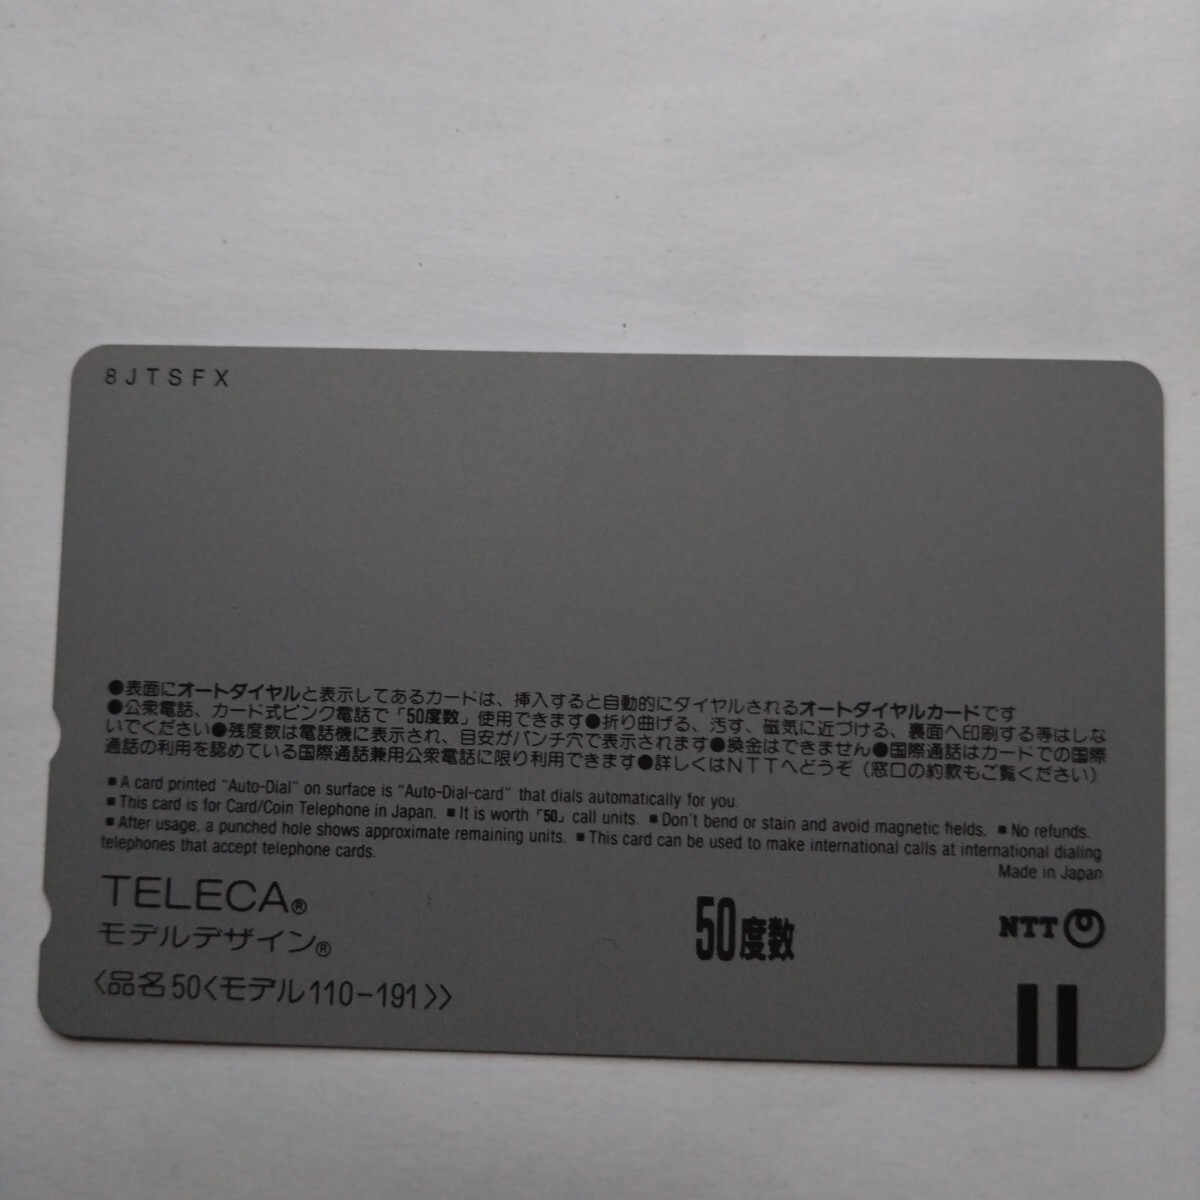 8JTSFX
●表面にオートダイヤルと表示してあるカードは、挿入すると自動的にダイヤルされるオートダイヤルカードです
●公衆電話、カード式ピンク電話で「50度数」使用できます●折り曲げる、汚す、磁気に近づける、裏面へ印刷する等はしな
いでください●残度数は電話機に表示され、目安がパンチ穴で表示されます●換金はできません●国際通話はカードでの国際
通話の利用を認めている国際通話兼用公衆電話に限り利用できます●詳しくはNTTへどうぞ（窓口の約款もご覧ください）
■ A card printed "Auto-Dial" on surface is "Auto-Dial-card" that dials automatically for you.
■ This card is for Card/Coin Telephone in Japan. ■ It is worth「50」call units. ■ Don't bend or stain and avoid magnetic fields. ■ No refunds.
■ After usage, a punched hole shows approximate remaining units. ■ This card can be used to make international calls at international dialing
telephones that accept telephone cards.
Made in Japan
TELECA®
モデルデザイン®
50度数
NTT
〈品名50〈モデル110-191〉〉